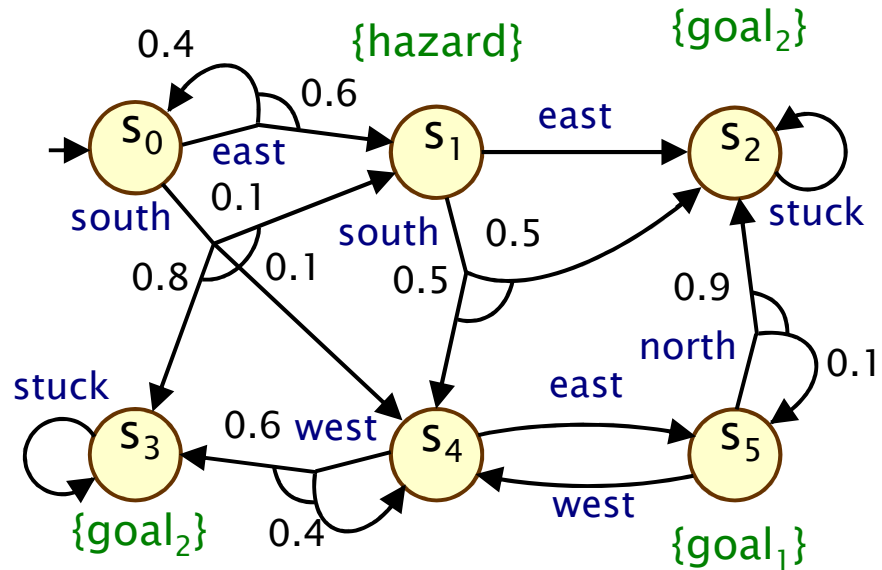 {hazard}
{goal₂}
0.4
0.6
s₀
east
s₁
east
s₂
stuck
south
0.1
south
0.5
0.8
0.1
0.5
0.9
north
0.1
stuck
east
s₃
0.6
west
s₄
s₅
{goal₂}
0.4
west
{goal₁}